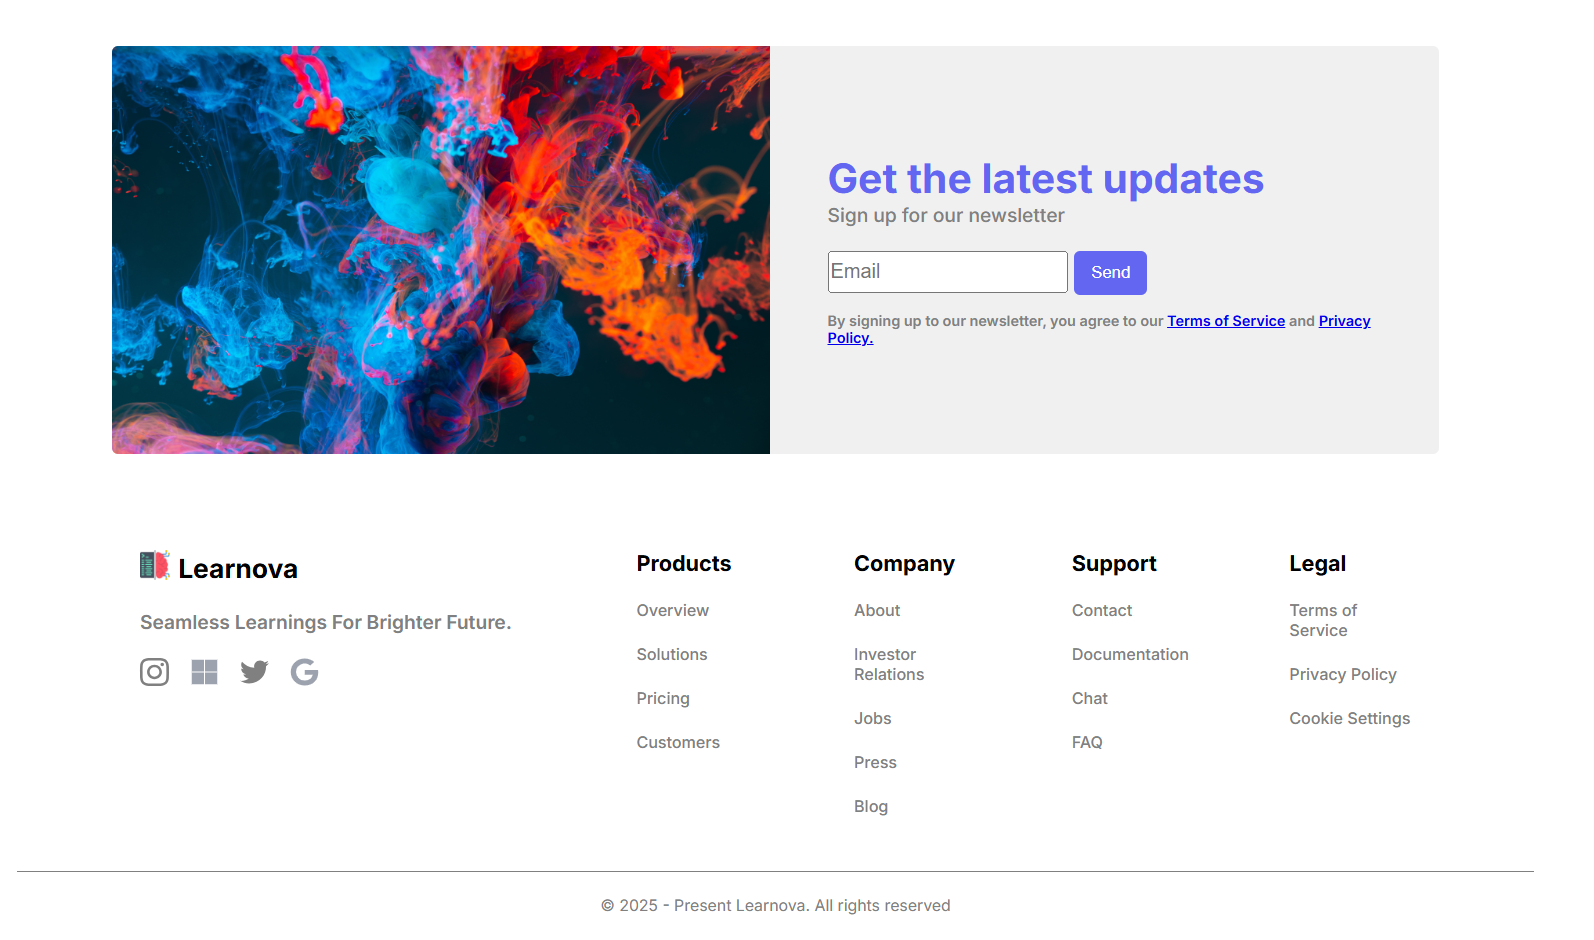 Get the latest updates
Sign up for our newsletter
Email
Send
By signing up to our newsletter, you agree to our Terms of Service and Privacy
Policy.
Learnova
Seamless Learnings For Brighter Future.
Products
Overview
Solutions
Pricing
Customers
Company
About
Investor
Relations
Jobs
Press
Blog
Support
Contact
Documentation
Chat
FAQ
Legal
Terms of
Service
Privacy Policy
Cookie Settings
© 2025 - Present Learnova. All rights reserved